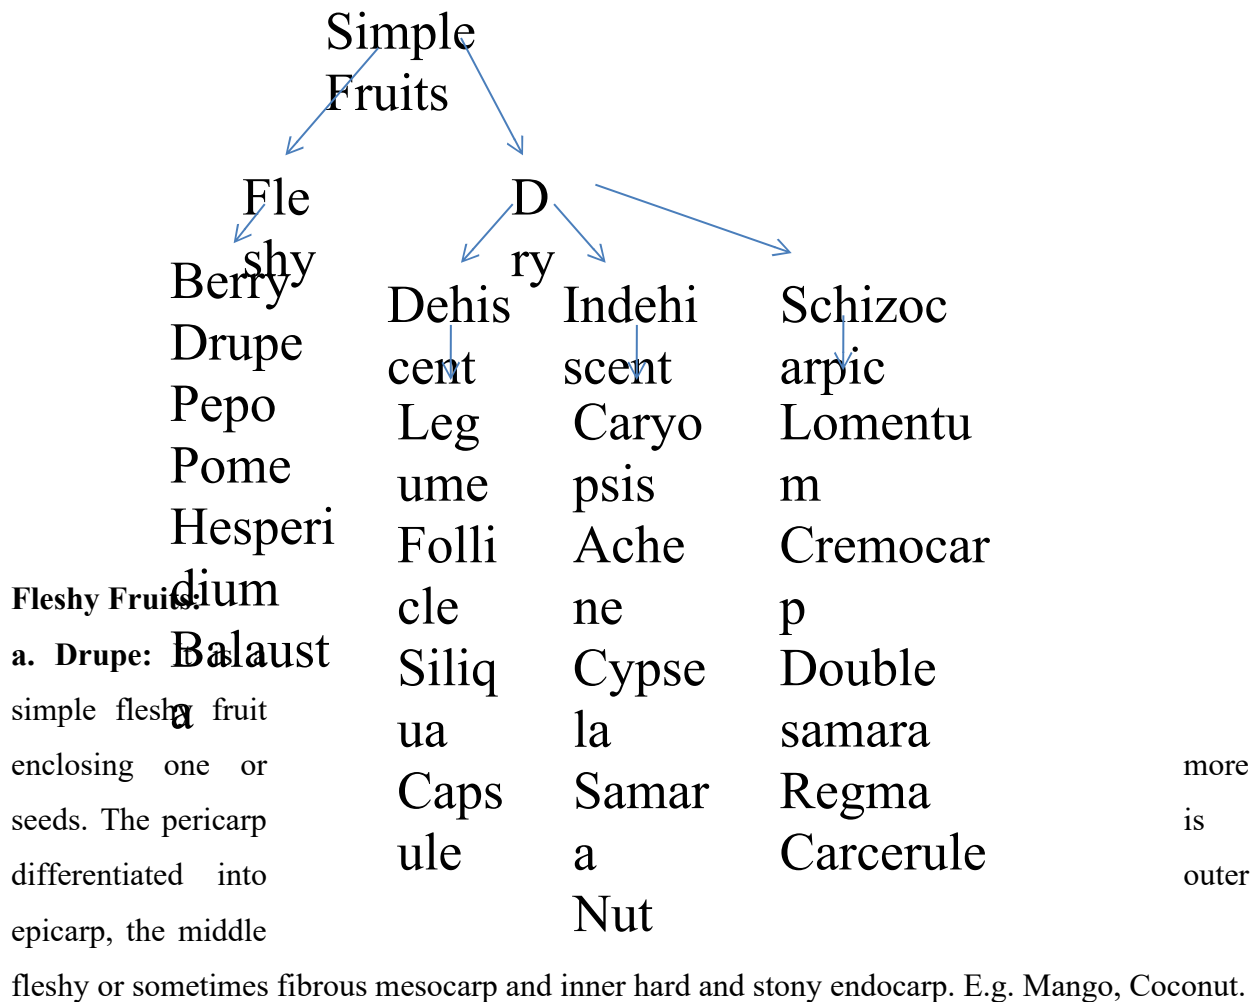 Simple
Fruits
Fle
shy
D
ry
Berry
Drupe
Pepo
Pome
Hesperi
dium
Balaust
a
Dehis
cent
Leg
ume
Folli
cle
Siliq
ua
Caps
ule
Indehi
scent
Caryo
psis
Ache
ne
Cypse
la
Samar
a
Nut
Schizoc
arpic
Lomentu
m
Cremocar
p
Double
samara
Regma
Carcerule
Fleshy Fruits:
a. Drupe: It is a
simple fleshy fruit
enclosing one or more
seeds. The pericarp is
differentiated into outer
epicarp, the middle
fleshy or sometimes fibrous mesocarp and inner hard and stony endocarp. E.g. Mango, Coconut.